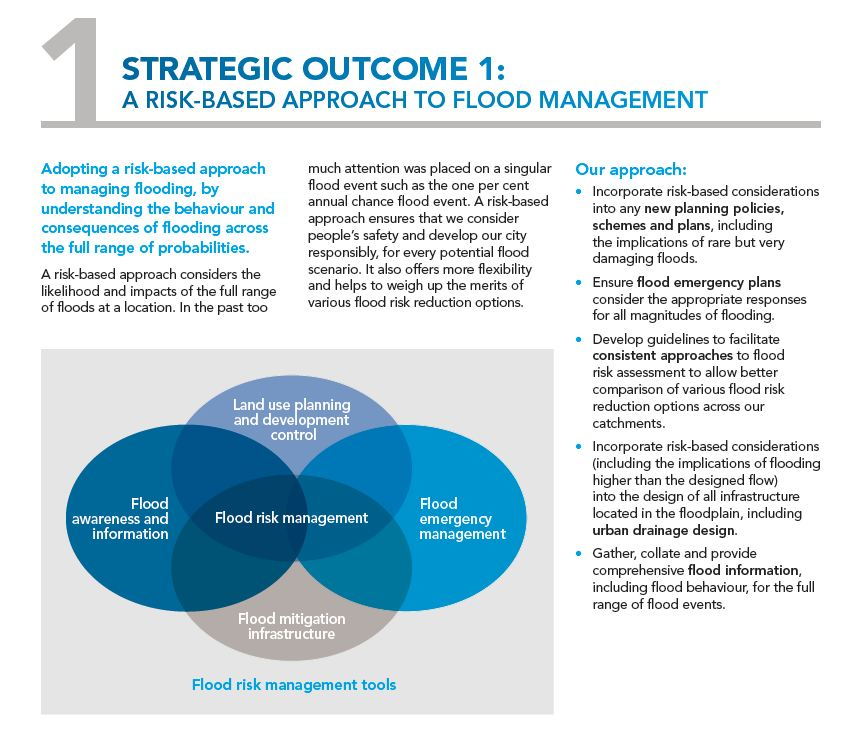 1
STRATEGIC OUTCOME 1:
A RISK-BASED APPROACH TO FLOOD MANAGEMENT
Adopting a risk-based approach
to managing flooding, by
understanding the behaviour and
consequences of flooding across
the full range of probabilities.
A risk-based approach considers the
likelihood and impacts of the full range
of floods at a location. In the past too
much attention was placed on a singular
flood event such as the one per cent
annual chance flood event. A risk-based
approach ensures that we consider
people’s safety and develop our city
responsibly, for every potential flood
scenario. It also offers more flexibility
and helps to weigh up the merits of
various flood risk reduction options.
Land use planning
and development
control
Flood
awareness and
information
Flood risk management
Flood
emergency
management
Flood mitigation
infrastructure
Flood risk management tools
Our approach:
• Incorporate risk-based considerations
into any new planning policies,
schemes and plans, including
the implications of rare but very
damaging floods.
• Ensure flood emergency plans
consider the appropriate responses
for all magnitudes of flooding.
• Develop guidelines to facilitate
consistent approaches to flood
risk assessment to allow better
comparison of various flood risk
reduction options across our
catchments.
• Incorporate risk-based considerations
(including the implications of flooding
higher than the designed flow)
into the design of all infrastructure
located in the floodplain, including
urban drainage design.
• Gather, collate and provide
comprehensive flood information,
including flood behaviour, for the full
range of flood events.